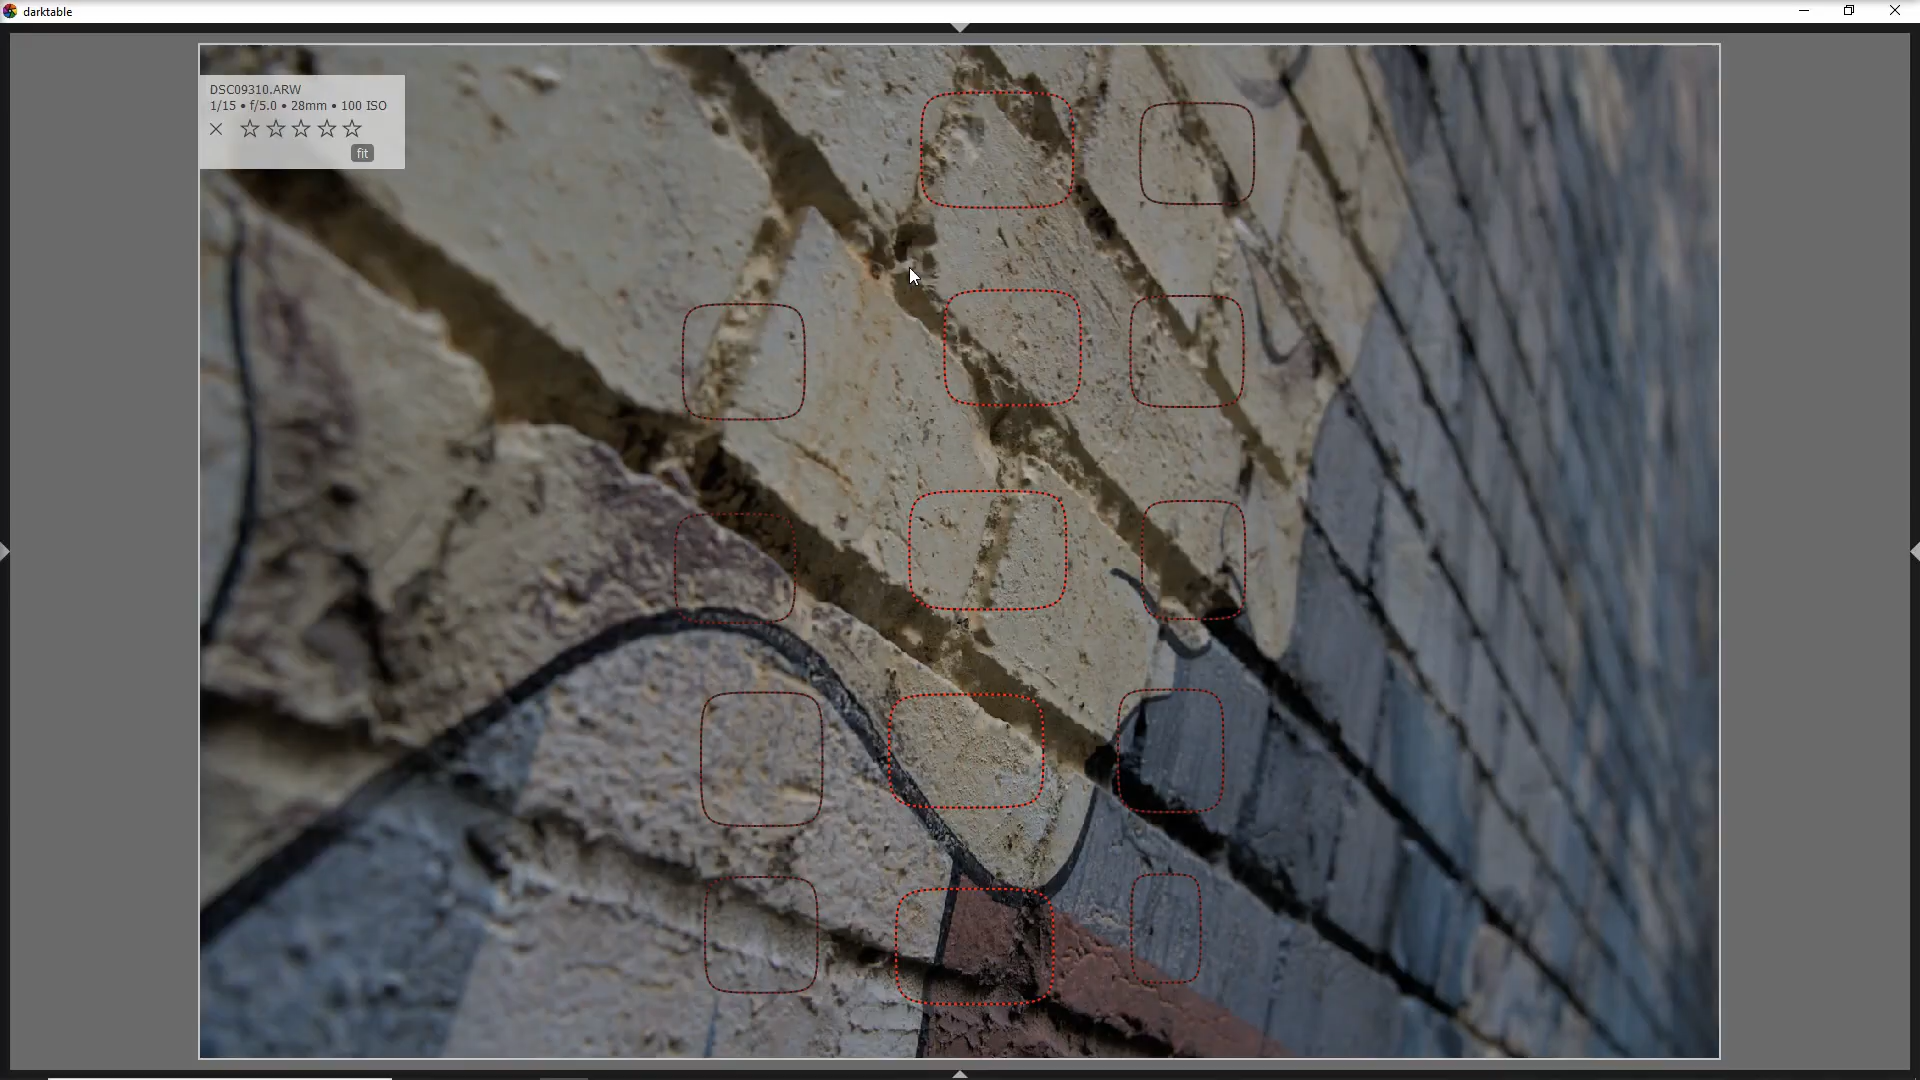 darktable
DSC09310.ARW
1/15 • f/5.0 • 28mm • 100 ISO
fit